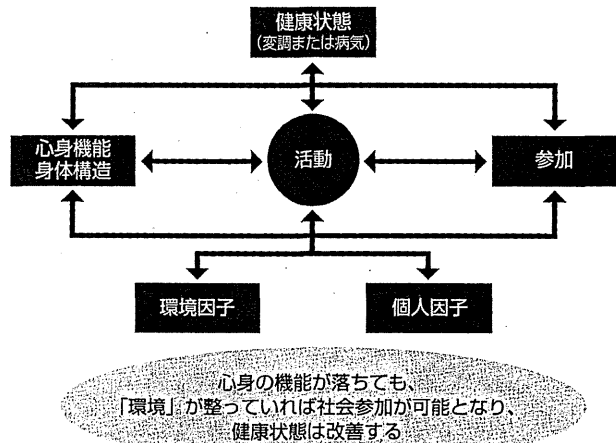 健康状態
（変調または病気）
心身機能
身体構造
活動
参加
環境因子
個人因子
心身の機能が落ちても、
「環境」が整っていれば社会参加が可能となり、
健康状態は改善する